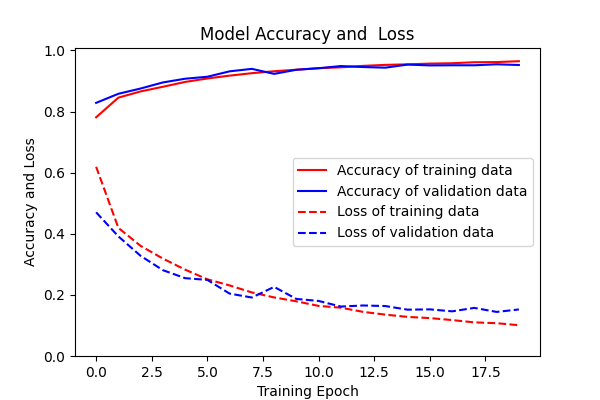 Model Accuracy and  Loss
Accuracy and Loss
1.0
0.8
0.6
0.4
0.2
0.0
Accuracy of training data
Accuracy of validation data
Loss of training data
Loss of validation data
0.0 2.5 5.0 7.5 10.0 12.5 15.0 17.5
Training Epoch